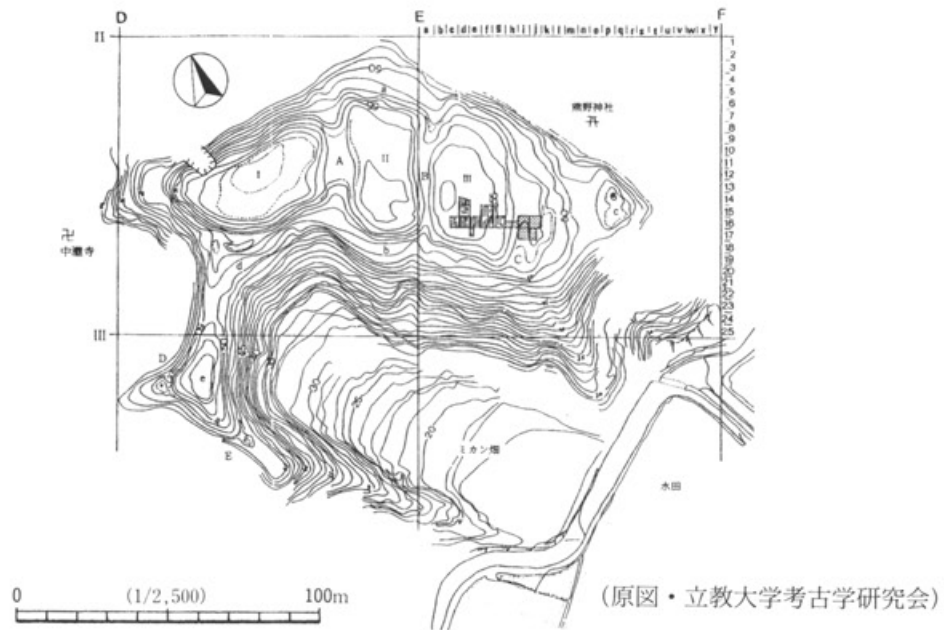 D E F
a b c d e f g h i j k l m n o p q r s t u v w x y
II
1
2
3
4
5
6
7
8
9
10
11
12
13
14
15
16
17
18
19
20
21
22
23
24
25
熊野神社
a
I
A
II
B
III
C
b
d
卍
中蔵寺
III
D
e
E
20
ミカン畑
水田
0 (1/2,500) 100m
(原図・立教大学考古学研究会)